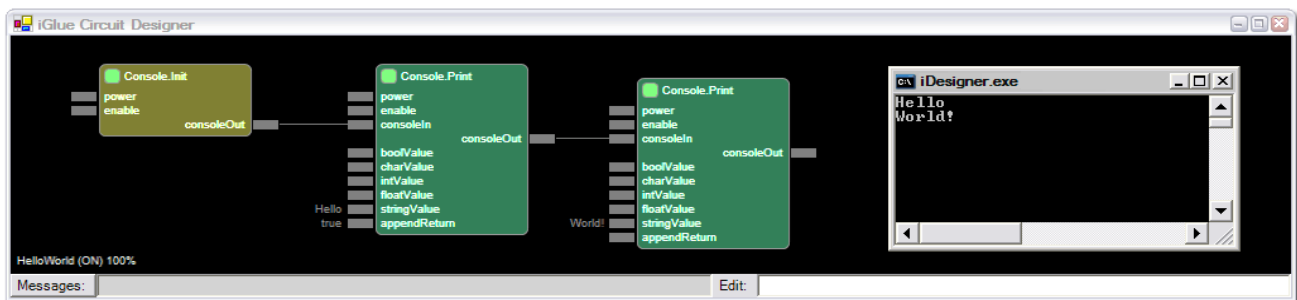 iGlue Circuit Designer
Console.Init
power
enable
consoleOut
Console.Print
power
enable
consoleIn
consoleOut
boolValue
charValue
intValue
floatValue
Hello stringValue
true appendReturn
Console.Print
power
enable
consoleIn
consoleOut
boolValue
charValue
intValue
floatValue
World! stringValue
appendReturn
C:\ iDesigner.exe
Hello
World!
HelloWorld (ON) 100%
Messages: Edit: